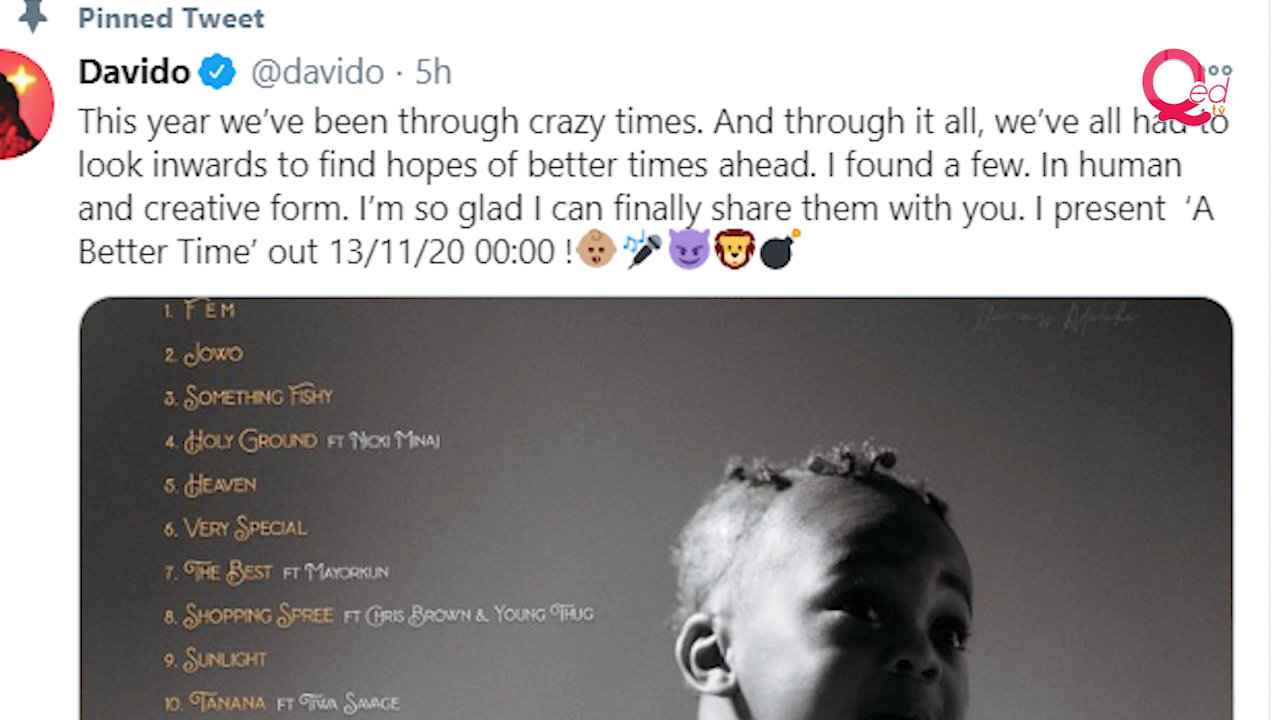 Pinned Tweet
Davido @davido · 5h
Qed
tv
This year we’ve been through crazy times. And through it all, we’ve all had to
look inwards to find hopes of better times ahead. I found a few. In human
and creative form. I’m so glad I can finally share them with you. I present ‘A
Better Time’ out 13/11/20 00:00 !👶🏽🎤😈🦁💣
1. FEM
2. JOWO
3. SOMETHING FISHY
4. HOLY GROUND FT NICKI MINAJ
5. HEAVEN
6. VERY SPECIAL
7. THE BEST FT MAYORKUN
8. SHOPPING SPREE FT CHRIS BROWN & YOUNG THUG
9. SUNLIGHT
10. TANANA FT TIWA SAVAGE